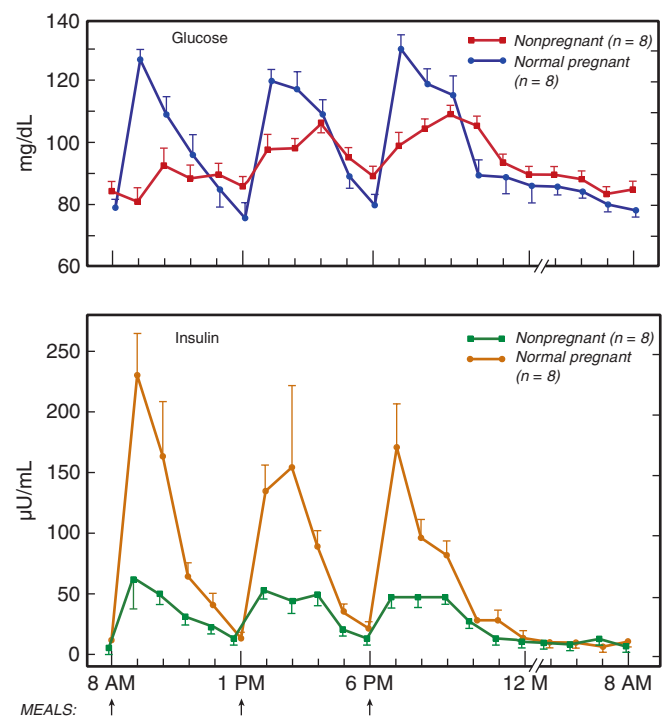 140
120
100
80
60
mg/dL
Glucose
Nonpregnant (n = 8)
Normal pregnant
(n = 8)
250
200
150
100
50
0
µU/mL
Insulin
Nonpregnant (n = 8)
Normal pregnant
(n = 8)
8 AM 1 PM 6 PM 12 M 8 AM
MEALS: